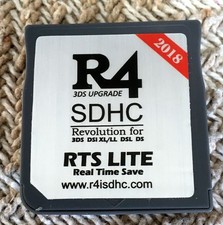 2018
R4
3DS UPGRADE
SDHC
Revolution for
3DS DSi XL/LL DSL DS
RTS LITE
Real Time Save
www.r4isdhc.com